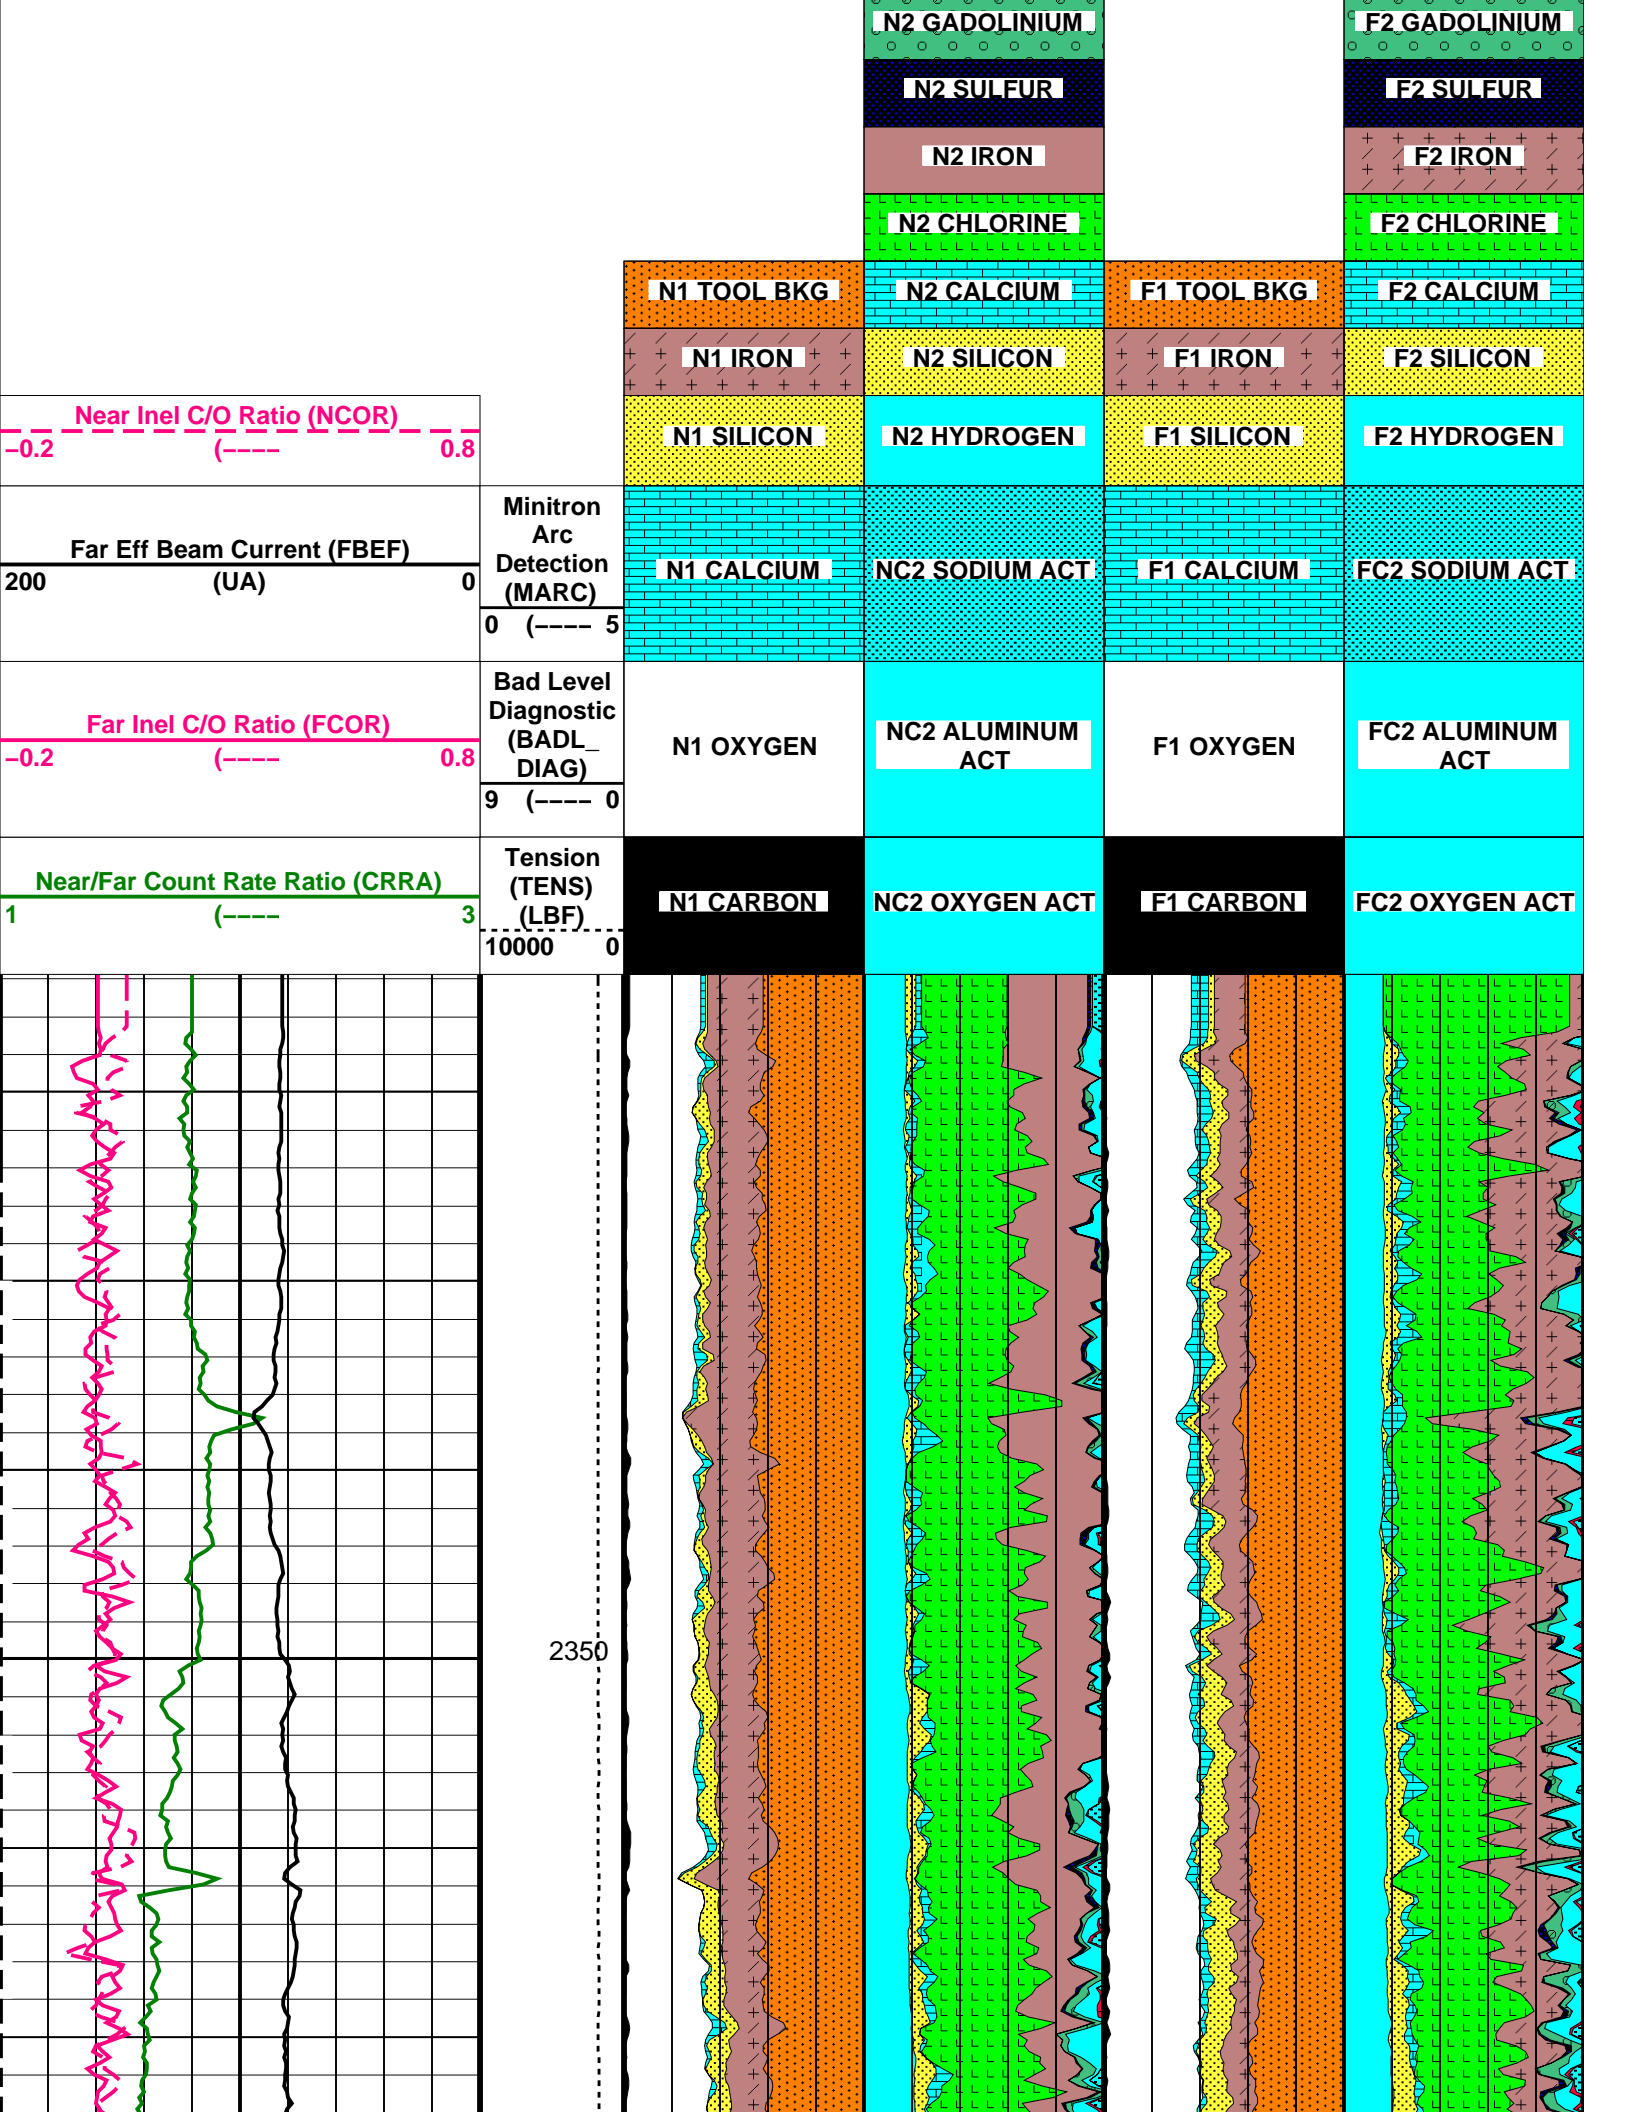 N2 GADOLINIUM
F2 GADOLINIUM
N2 SULFUR
F2 SULFUR
N2 IRON
F2 IRON
N2 CHLORINE
F2 CHLORINE
N1 TOOL BKG
N2 CALCIUM
F1 TOOL BKG
F2 CALCIUM
N1 IRON
N2 SILICON
F1 IRON
F2 SILICON
Near Inel C/O Ratio (NCOR)
−0.2 (−−−− 0.8
N1 SILICON
N2 HYDROGEN
F1 SILICON
F2 HYDROGEN
Far Eff Beam Current (FBEF)
200 (UA) 0
Minitron
Arc
Detection
(MARC)
0 (−−−− 5
N1 CALCIUM
NC2 SODIUM ACT
F1 CALCIUM
FC2 SODIUM ACT
Far Inel C/O Ratio (FCOR)
−0.2 (−−−− 0.8
Bad Level
Diagnostic
(BADL_
DIAG)
9 (−−−− 0
N1 OXYGEN
NC2 ALUMINUM
ACT
F1 OXYGEN
FC2 ALUMINUM
ACT
Near/Far Count Rate Ratio (CRRA)
1 (−−−− 3
Tension
(TENS)
(LBF)
10000 0
N1 CARBON
NC2 OXYGEN ACT
F1 CARBON
FC2 OXYGEN ACT
2350